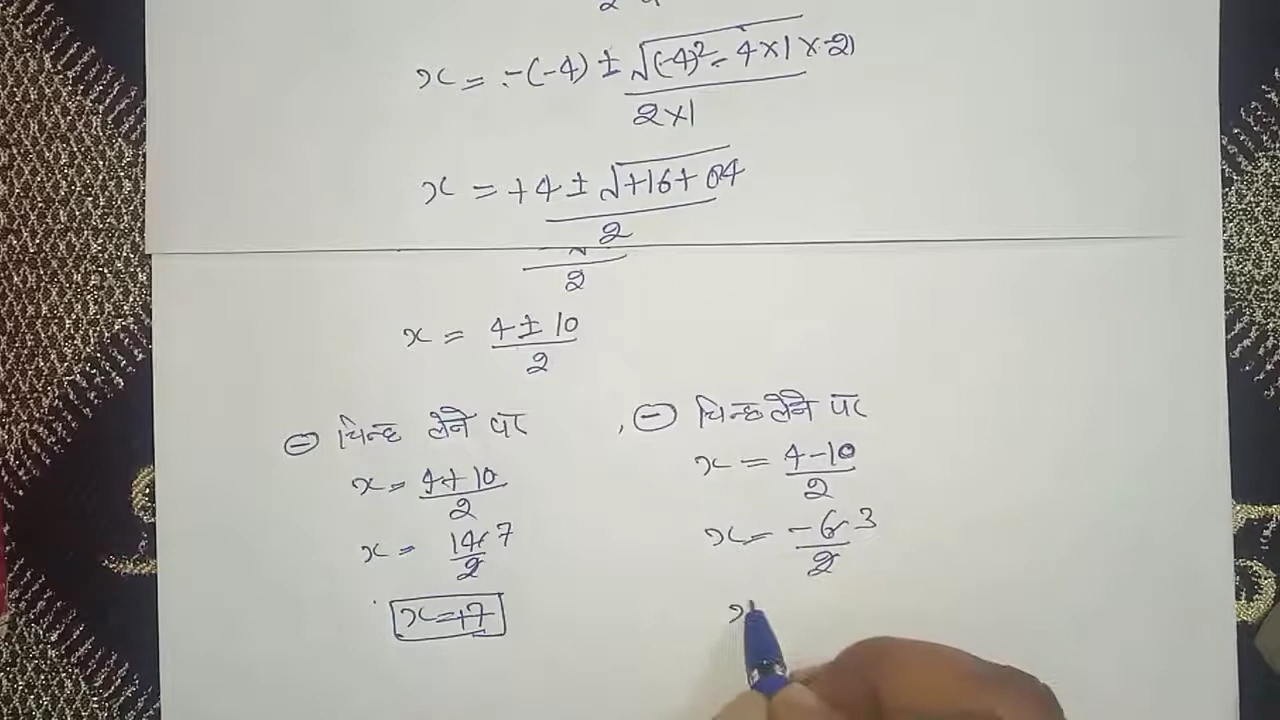 x = -(-4) ± √(-4)² - 4×1×-21
2×1
x = +4 ± √+16+84
2
2
x = 4 ± 10
2
⊖ चिन्ह लेने पर
x = 4+10
2
x = 14 7
2
x = +7
, ⊖ चिन्ह लेने पर
x = 4-10
2
x = -6 3
2
x